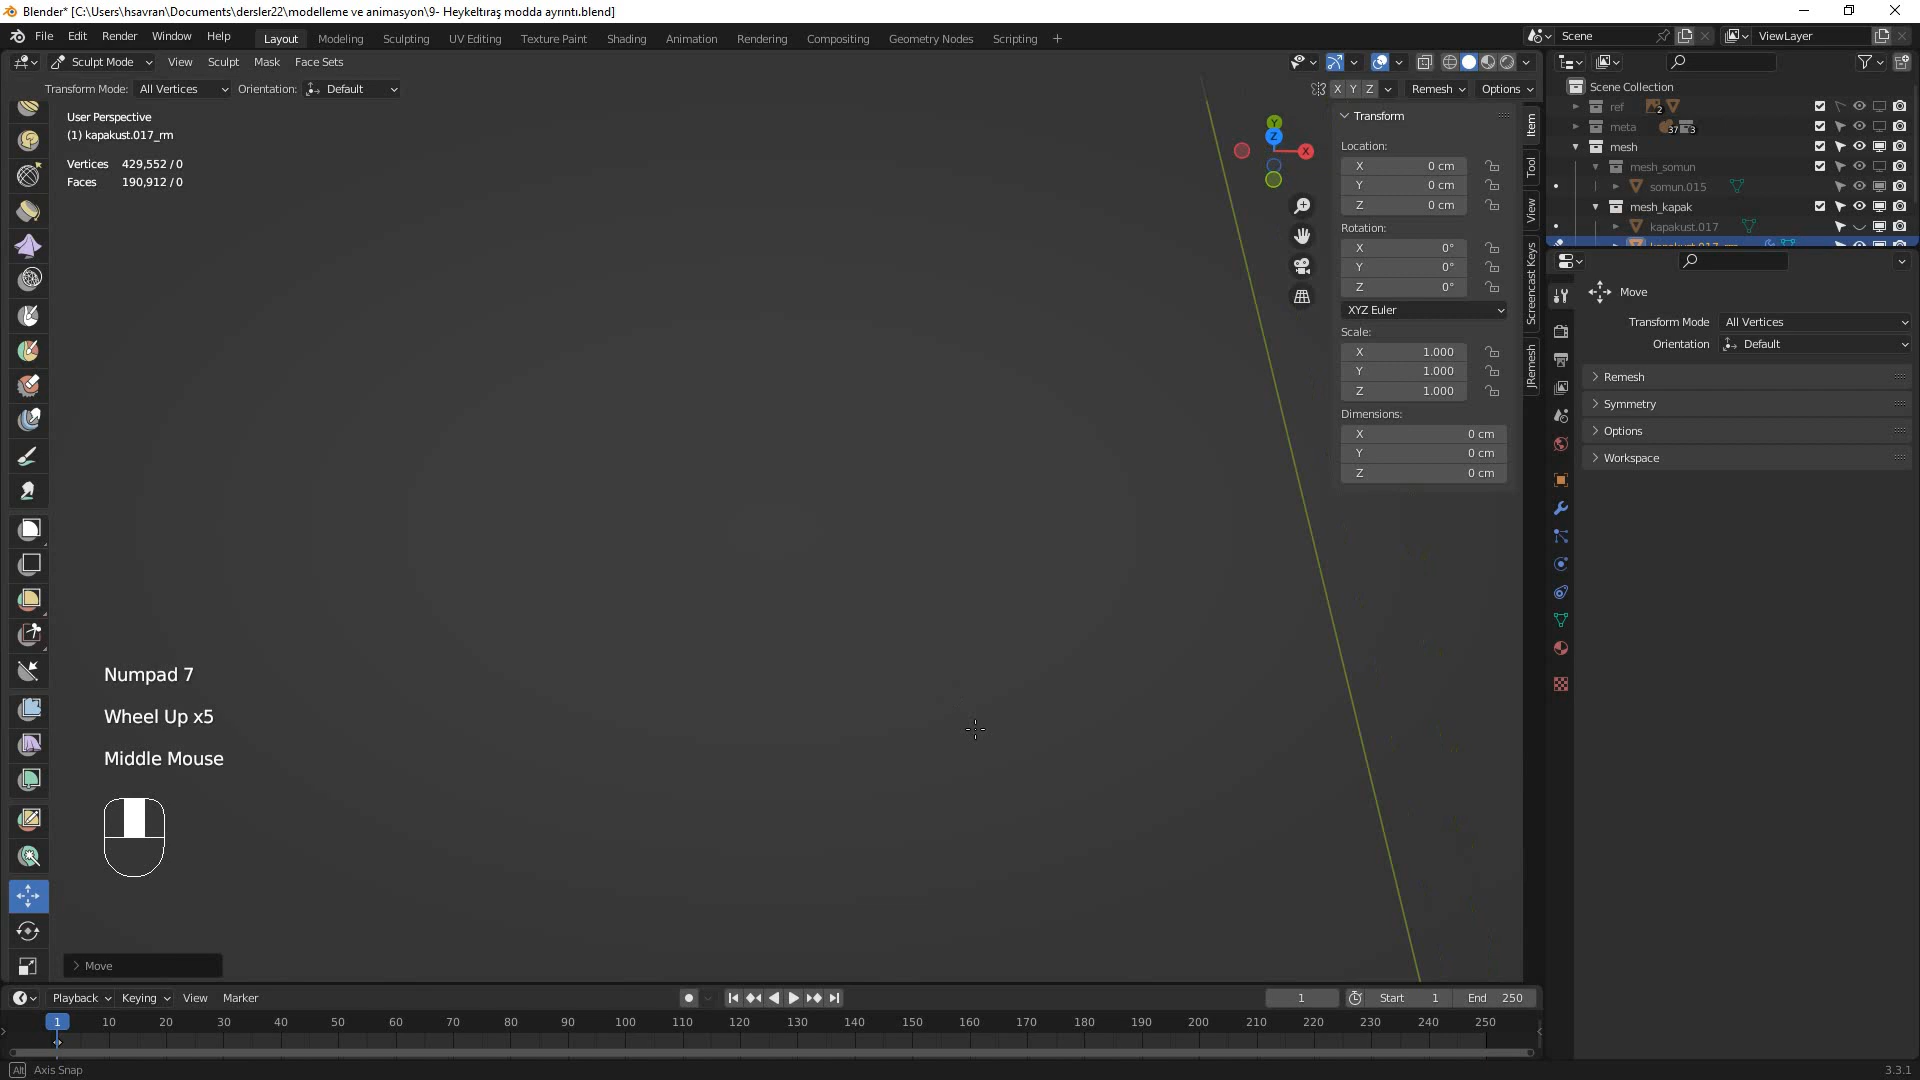 Blender* [C:\Users\hsavran\Documents\dersler22\modelleme ve animasyon\9- Heykeltıraş modda ayrıntı.blend]
File Edit Render Window Help Layout Modeling Sculpting UV Editing Texture Paint Shading Animation Rendering Compositing Geometry Nodes Scripting + Scene ViewLayer
Sculpt Mode View Sculpt Mask Face Sets
Transform Mode: All Vertices Orientation: Default X Y Z Remesh Options
User Perspective
(1) kapakust.017_rm
Vertices 429,552 / 0
Faces 190,912 / 0
Y
Z
X
Transform
Location:
X 0 cm
Y 0 cm
Z 0 cm
Rotation:
X 0°
Y 0°
Z 0°
XYZ Euler
Scale:
X 1.000
Y 1.000
Z 1.000
Dimensions:
X 0 cm
Y 0 cm
Z 0 cm
Item
Tool
View
Screencast Keys
JRemesh
Scene Collection
ref 2
meta 37 3
mesh
mesh_somun
somun.015
mesh_kapak
kapakust.017
Move
Transform Mode All Vertices
Orientation Default
Remesh
Symmetry
Options
Workspace
Numpad 7
Wheel Up x5
Middle Mouse
Move
Playback Keying View Marker 1 Start 1 End 250
1 10 20 30 40 50 60 70 80 90 100 110 120 130 140 150 160 170 180 190 200 210 220 230 240 250
Alt Axis Snap
3.3.1